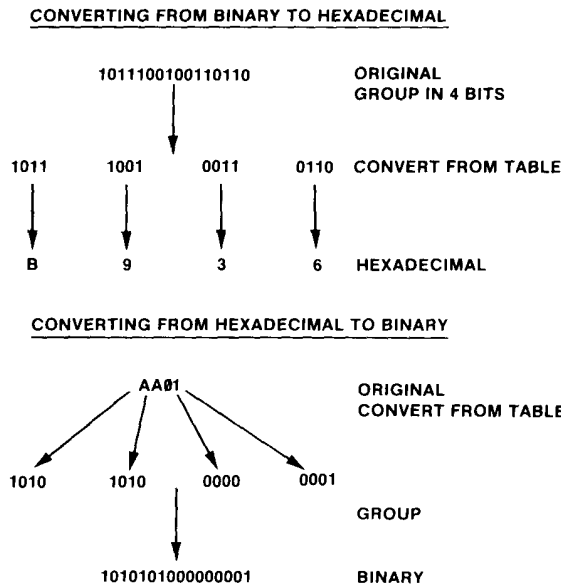 CONVERTING FROM BINARY TO HEXADECIMAL
1011100100110110 ORIGINAL
GROUP IN 4 BITS
1011 1001 0011 0110 CONVERT FROM TABLE
B 9 3 6 HEXADECIMAL
CONVERTING FROM HEXADECIMAL TO BINARY
AA01 ORIGINAL
CONVERT FROM TABLE
1010 1010 0000 0001
GROUP
1010101000000001 BINARY